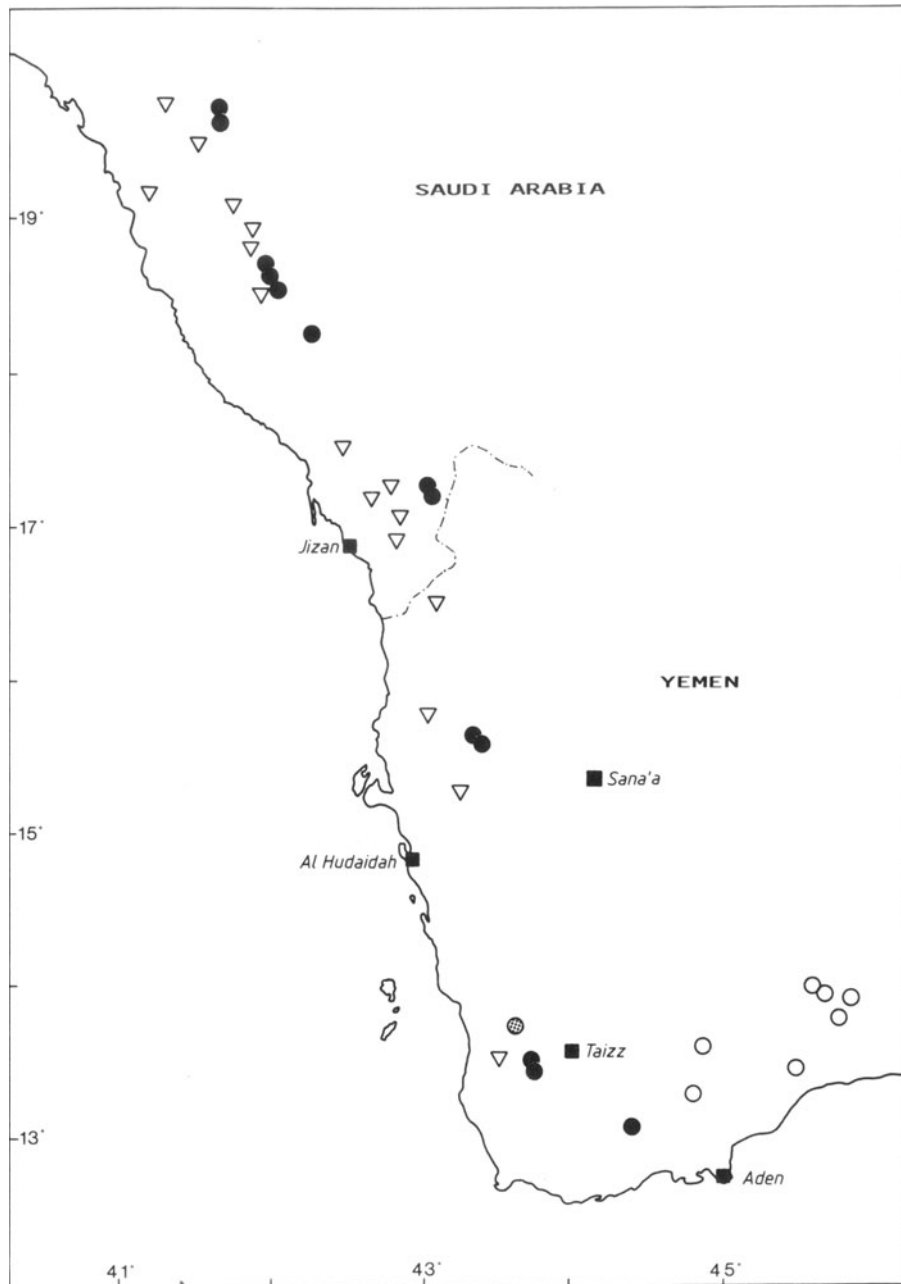 SAUDI ARABIA
19°
17°
Jizan
YEMEN
Sana'a
15°
Al Hudaidah
Taizz
13°
Aden
41°
43°
45°